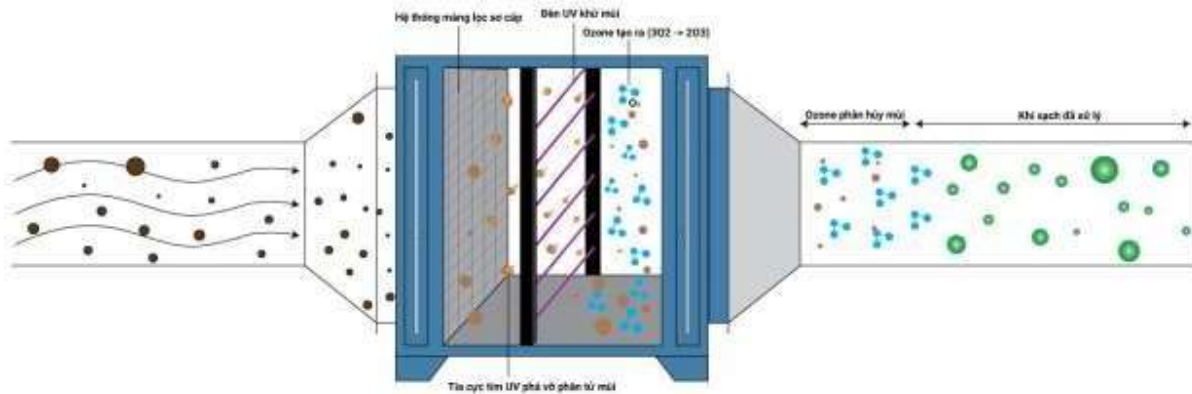 Hệ thống màng lọc sơ cấp
Đèn UV khử mùi
Ozone tạo ra (3O2 -> 2O3)
O₃
Ozone phân hủy mùi
Khí sạch đã xử lý
Tia cực tím UV phá vỡ phân tử mùi